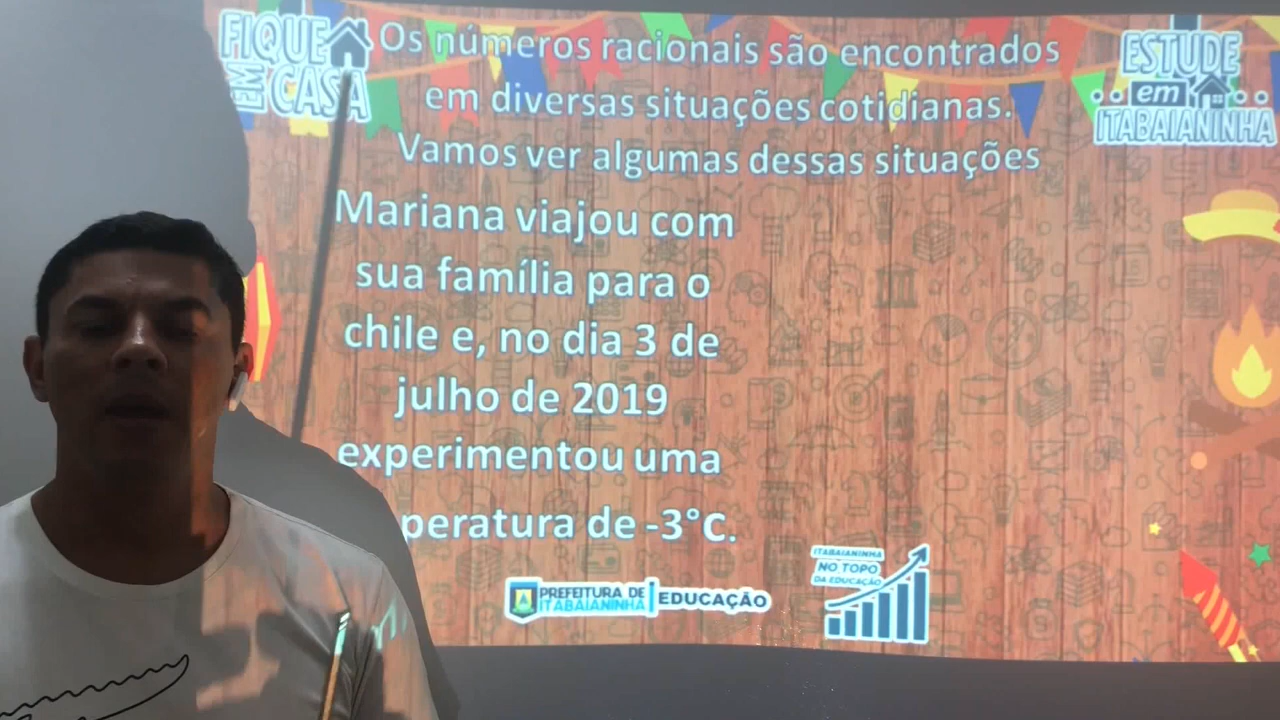 FIQUE
EM
CASA
Os números racionais são encontrados
em diversas situações cotidianas.
Vamos ver algumas dessas situações
ESTUDE
em
ITABAIANINHA
Mariana viajou com
sua família para o
chile e, no dia 3 de
julho de 2019
experimentou uma
peratura de -3°C.
PREFEITURA DE
ITABAIANINHA
EDUCAÇÃO
ITABAIANINHA
NO TOPO
DA EDUCAÇÃO